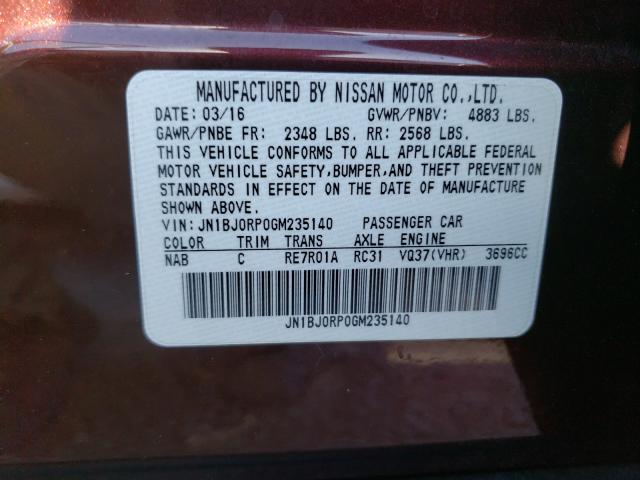 MANUFACTURED BY NISSAN MOTOR CO.,LTD.
DATE: 03/16 GVWR/PNBV: 4883 LBS.
GAWR/PNBE FR: 2348 LBS. RR: 2568 LBS.
THIS VEHICLE CONFORMS TO ALL APPLICABLE FEDERAL
MOTOR VEHICLE SAFETY,BUMPER,AND THEFT PREVENTION
STANDARDS IN EFFECT ON THE DATE OF MANUFACTURE
SHOWN ABOVE.
VIN:JN1BJ0RP0GM235140 PASSENGER CAR
COLOR TRIM TRANS AXLE ENGINE
NAB C RE7R01A RC31 VQ37(VHR) 3696CC
JN1BJ0RP0GM235140